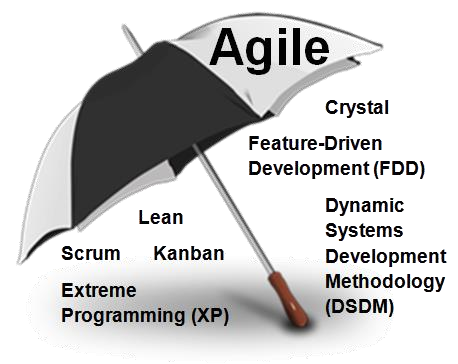 Agile
Crystal
Feature-Driven
Development (FDD)
Lean
Scrum
Kanban
Extreme
Programming (XP)
Dynamic
Systems
Development
Methodology
(DSDM)